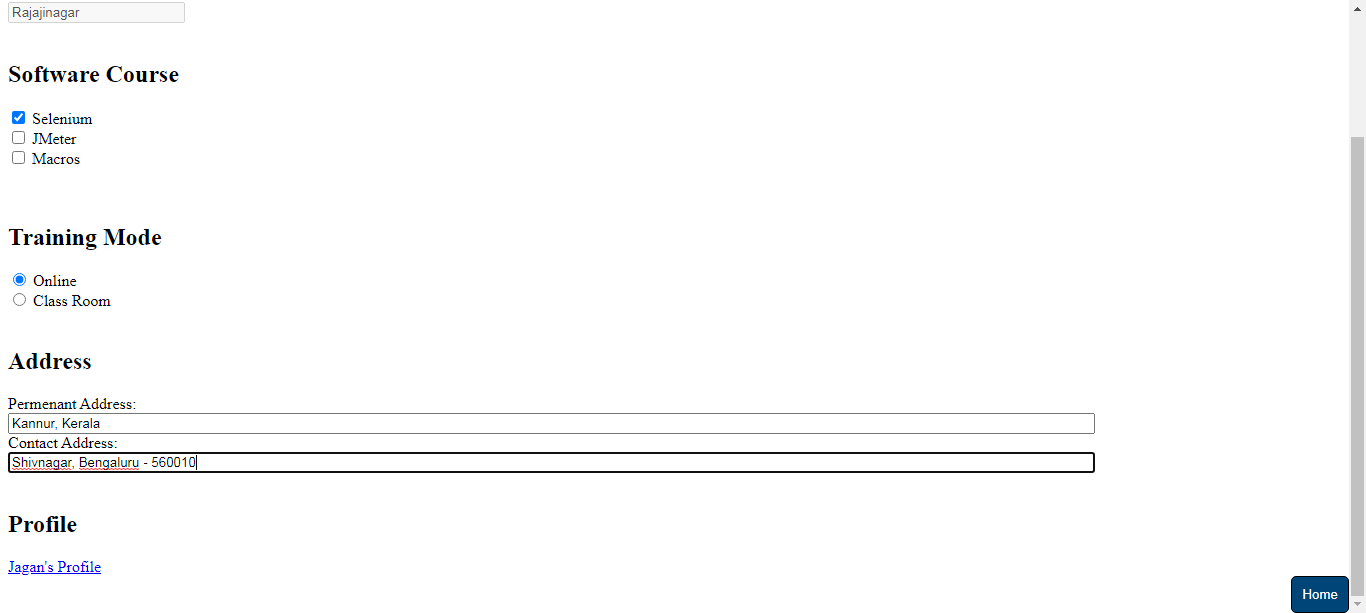 Rajajinagar
Software Course
Selenium
JMeter
Macros
Training Mode
Online
Class Room
Address
Permenant Address:
Kannur, Kerala
Contact Address:
Shivnagar, Bengaluru - 560010
Profile
Jagan's Profile
Home